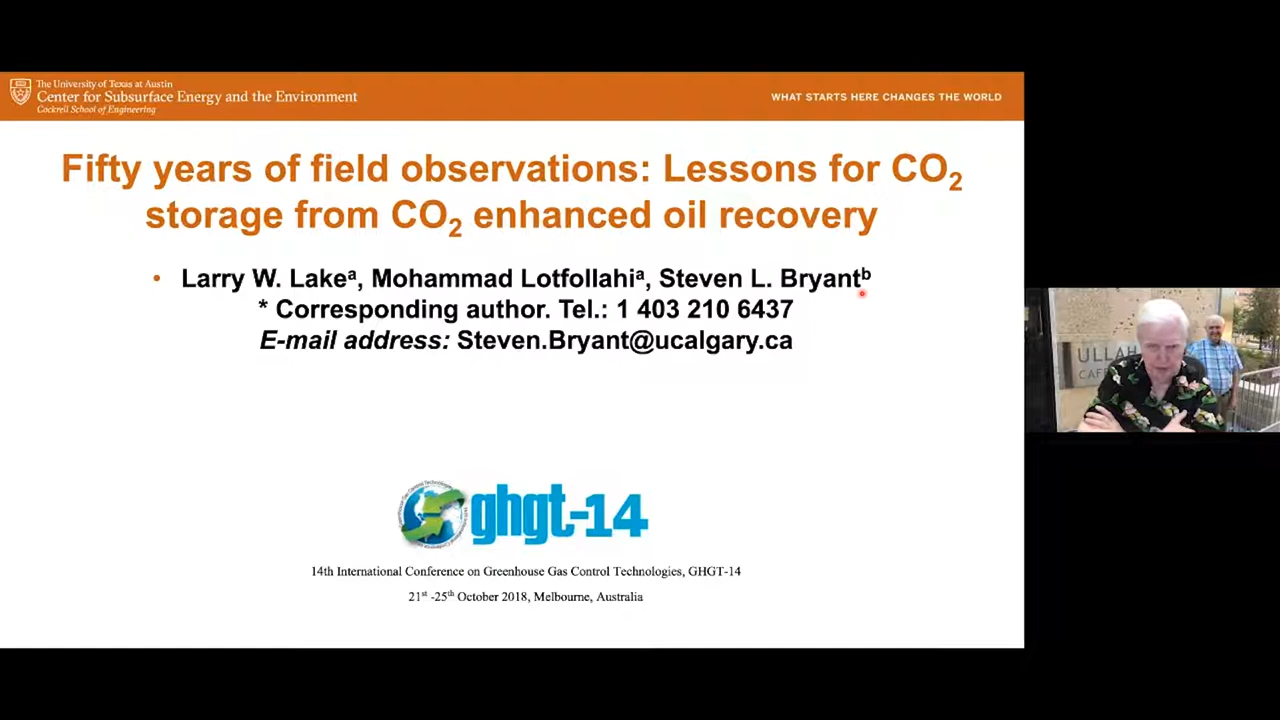 The University of Texas at Austin
Center for Subsurface Energy and the Environment
Cockrell School of Engineering
WHAT STARTS HERE CHANGES THE WORLD
Fifty years of field observations: Lessons for CO₂
storage from CO₂ enhanced oil recovery
• Larry W. Lakeᵃ, Mohammad Lotfollahiᵃ, Steven L. Bryantᵇ
* Corresponding author. Tel.: 1 403 210 6437
E-mail address: Steven.Bryant@ucalgary.ca
ghgt-14
14th International Conference on Greenhouse Gas Control Technologies, GHGT-14
21st -25th October 2018, Melbourne, Australia
ULLAH
CAF